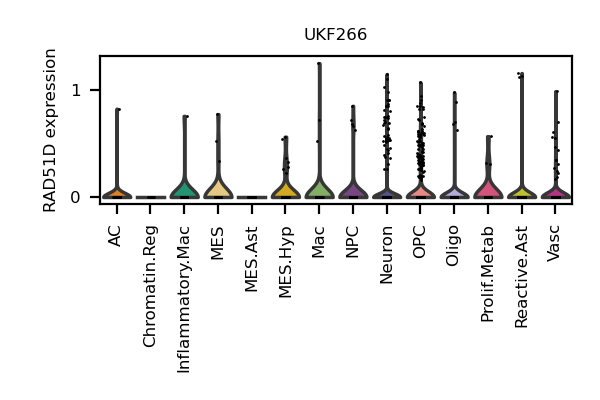 UKF266
RAD51D expression
1
0
AC
Chromatin.Reg
Inflammatory.Mac
MES
MES.Ast
MES.Hyp
Mac
NPC
Neuron
OPC
Oligo
Prolif.Metab
Reactive.Ast
Vasc